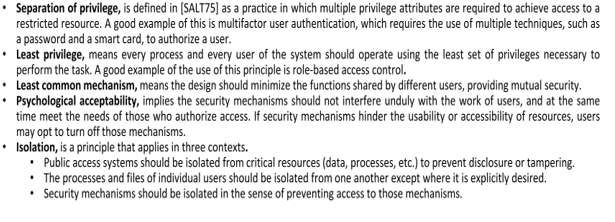 • Separation of privilege, is defined in [SALT75] as a practice in which multiple privilege attributes are required to achieve access to a
restricted resource. A good example of this is multifactor user authentication, which requires the use of multiple techniques, such as
a password and a smart card, to authorize a user.
• Least privilege, means every process and every user of the system should operate using the least set of privileges necessary to
perform the task. A good example of the use of this principle is role-based access control.
• Least common mechanism, means the design should minimize the functions shared by different users, providing mutual security.
• Psychological acceptability, implies the security mechanisms should not interfere unduly with the work of users, and at the same
time meet the needs of those who authorize access. If security mechanisms hinder the usability or accessibility of resources, users
may opt to turn off those mechanisms.
• Isolation, is a principle that applies in three contexts.
• Public access systems should be isolated from critical resources (data, processes, etc.) to prevent disclosure or tampering.
• The processes and files of individual users should be isolated from one another except where it is explicitly desired.
• Security mechanisms should be isolated in the sense of preventing access to those mechanisms.